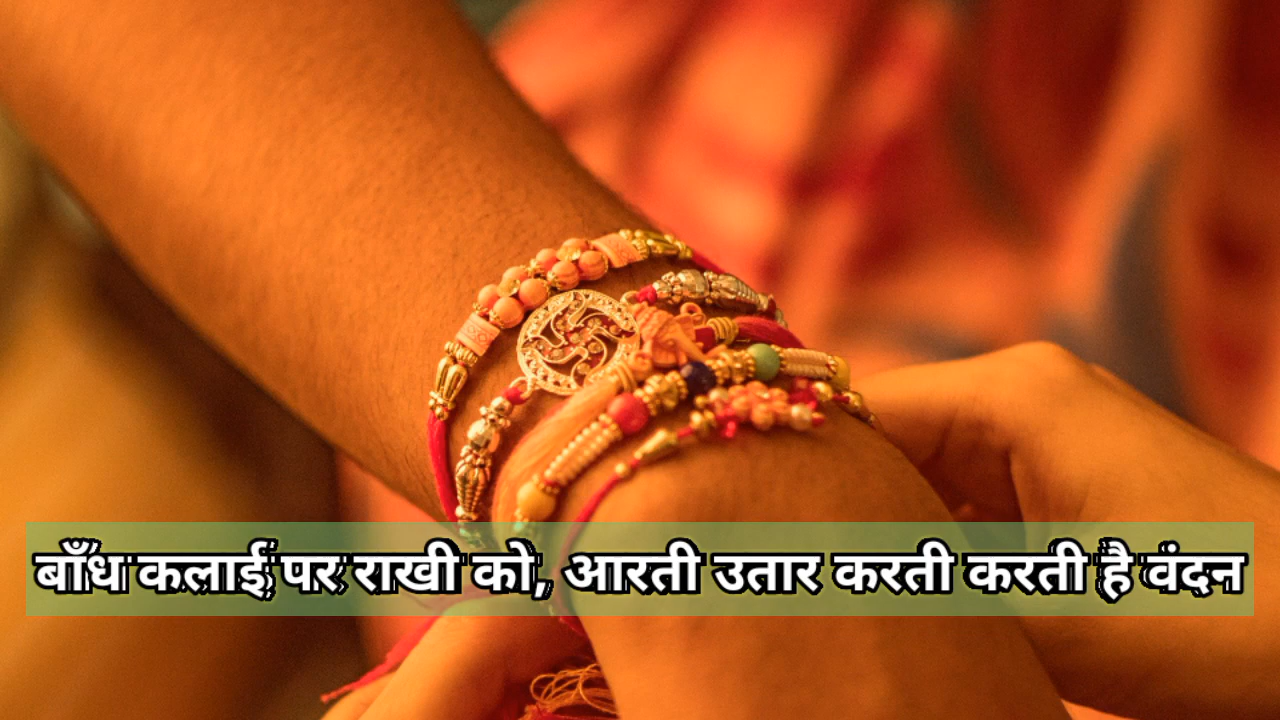 बाँध कलाई पर राखी को, आरती उतार करती करती है वंदन